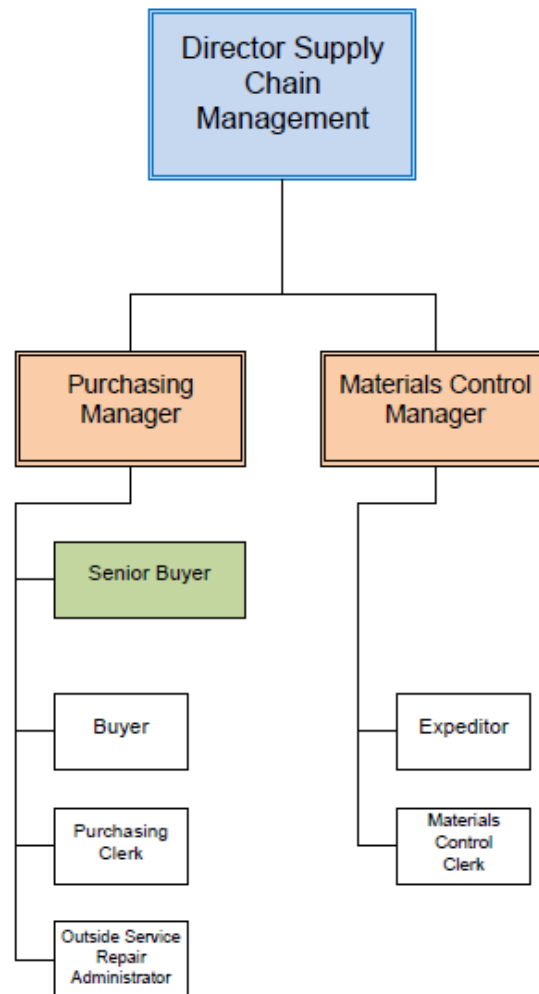 Director Supply
Chain
Management
Purchasing
Manager
Materials Control
Manager
Senior Buyer
Buyer
Expeditor
Purchasing
Clerk
Materials
Control
Clerk
Outside Service
Repair
Administrator